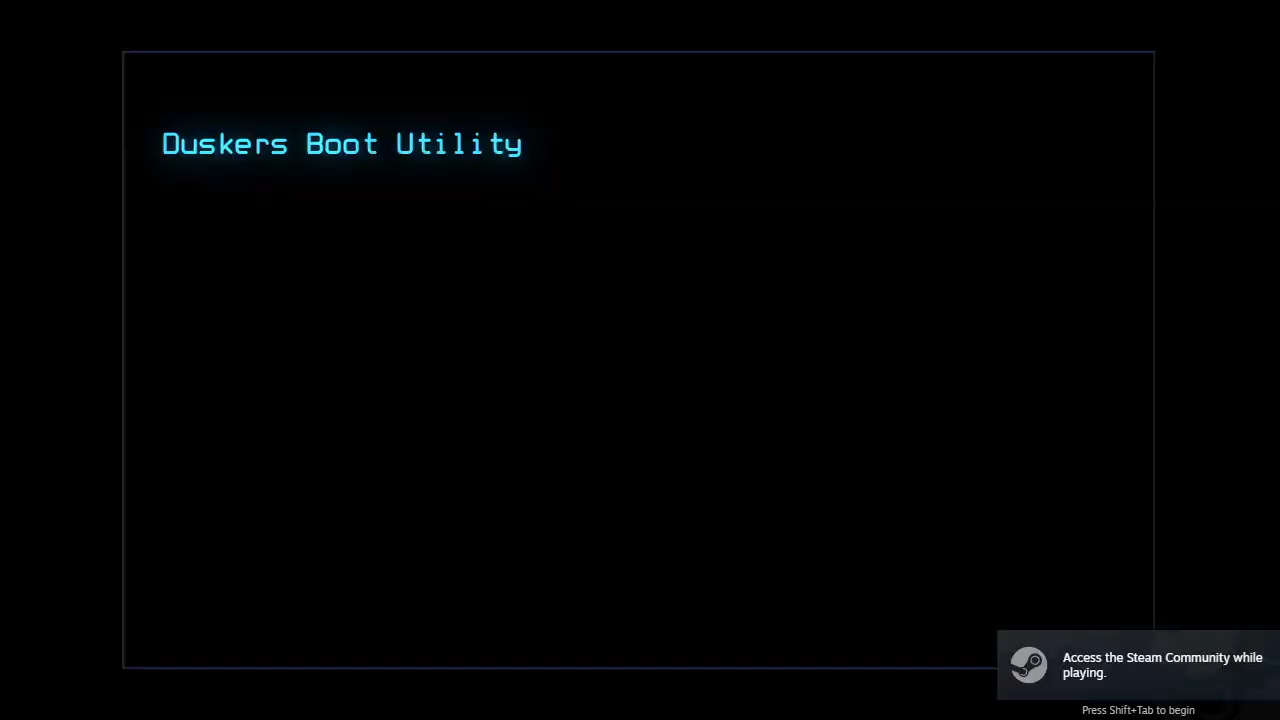 Duskers Boot Utility
Access the Steam Community while
playing.
Press Shift+Tab to begin